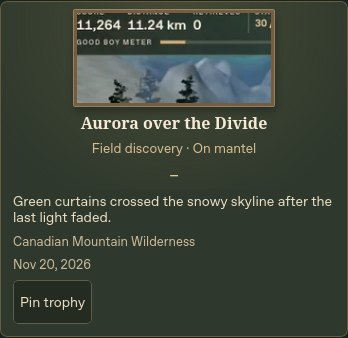 11,264 11.24 km 0 30
GOOD BOY METER
Aurora over the Divide
Field discovery · On mantel
–
Green curtains crossed the snowy skyline after the
last light faded.
Canadian Mountain Wilderness
Nov 20, 2026
Pin trophy